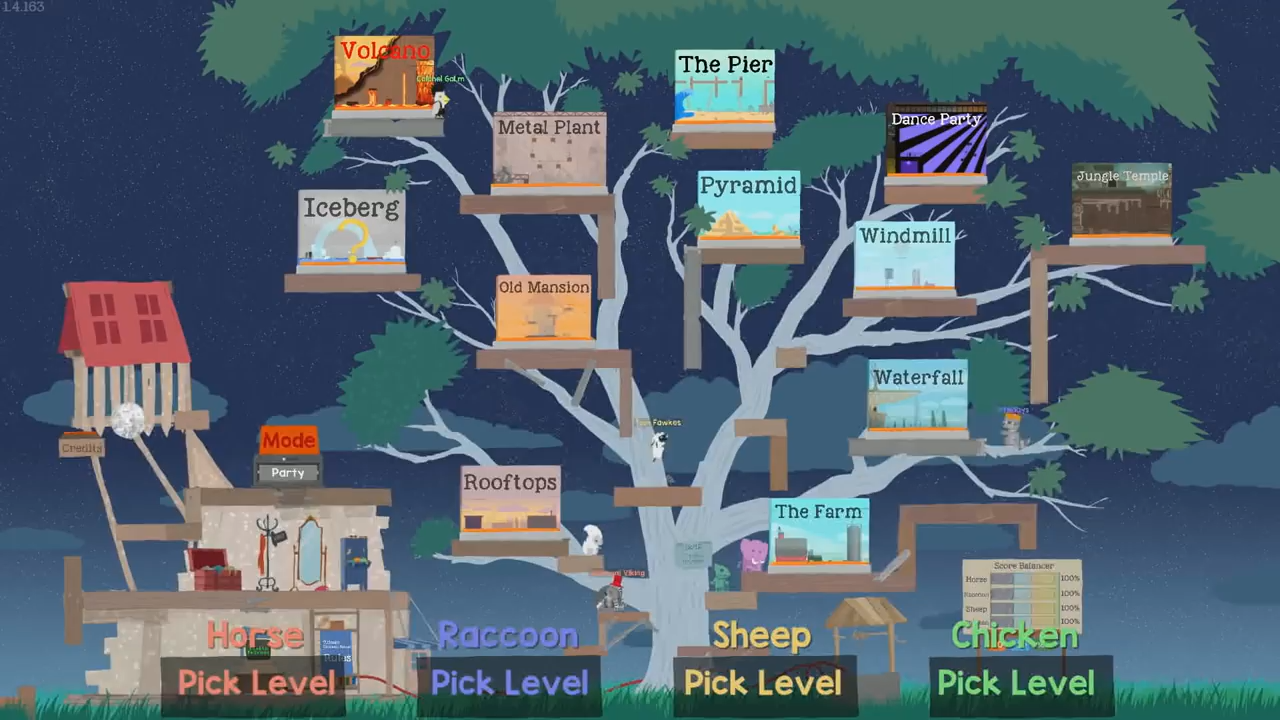 1.4.163
Volcano
The Pier
Metal Plant
Dance Party
Jungle Temple
Pyramid
Iceberg
Windmill
Old Mansion
Waterfall
Credits
Mode
Party
Rooftops
The Farm
Score Balancer
Horse 100%
100%
Sheep 100%
100%
Rules
Horse
Raccoon
Sheep
Chicken
Pick Level
Pick Level
Pick Level
Pick Level